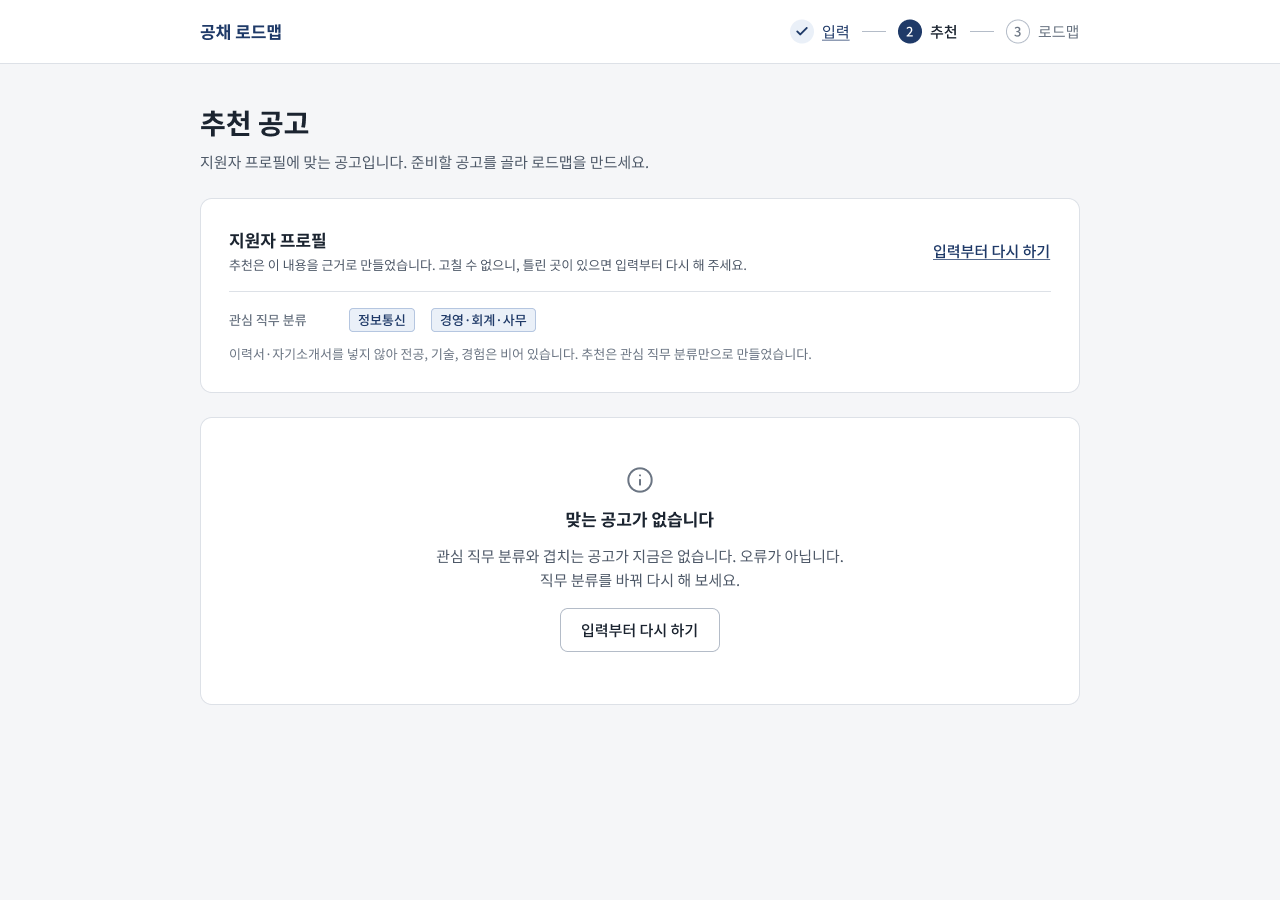 공채 로드맵
입력
2 추천
3 로드맵
추천 공고
지원자 프로필에 맞는 공고입니다. 준비할 공고를 골라 로드맵을 만드세요.
지원자 프로필
추천은 이 내용을 근거로 만들었습니다. 고칠 수 없으니, 틀린 곳이 있으면 입력부터 다시 해 주세요.
입력부터 다시 하기
관심 직무 분류 정보통신 경영·회계·사무
이력서·자기소개서를 넣지 않아 전공, 기술, 경험은 비어 있습니다. 추천은 관심 직무 분류만으로 만들었습니다.
맞는 공고가 없습니다
관심 직무 분류와 겹치는 공고가 지금은 없습니다. 오류가 아닙니다.
직무 분류를 바꿔 다시 해 보세요.
입력부터 다시 하기